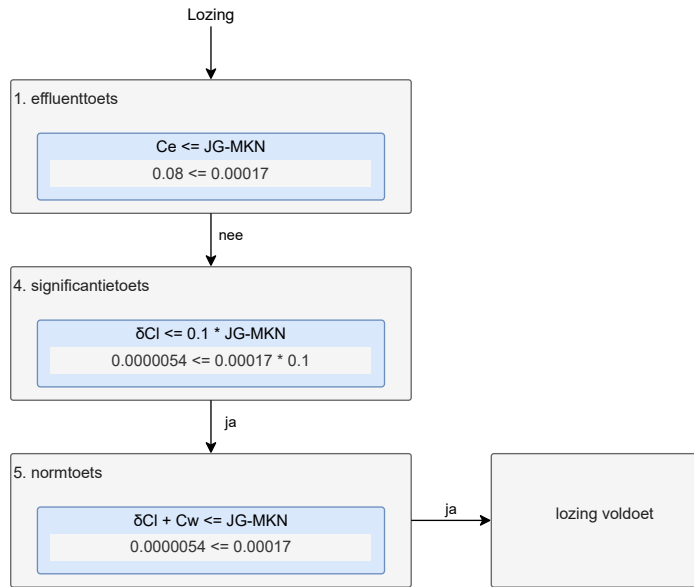 Lozing
1. effluenttoets
Ce <= JG-MKN
0.08 <= 0.00017
nee
4. significantietoets
δCl <= 0.1 * JG-MKN
0.0000054 <= 0.00017 * 0.1
ja
5. normtoets
δCl + Cw <= JG-MKN
0.0000054 <= 0.00017
ja
lozing voldoet